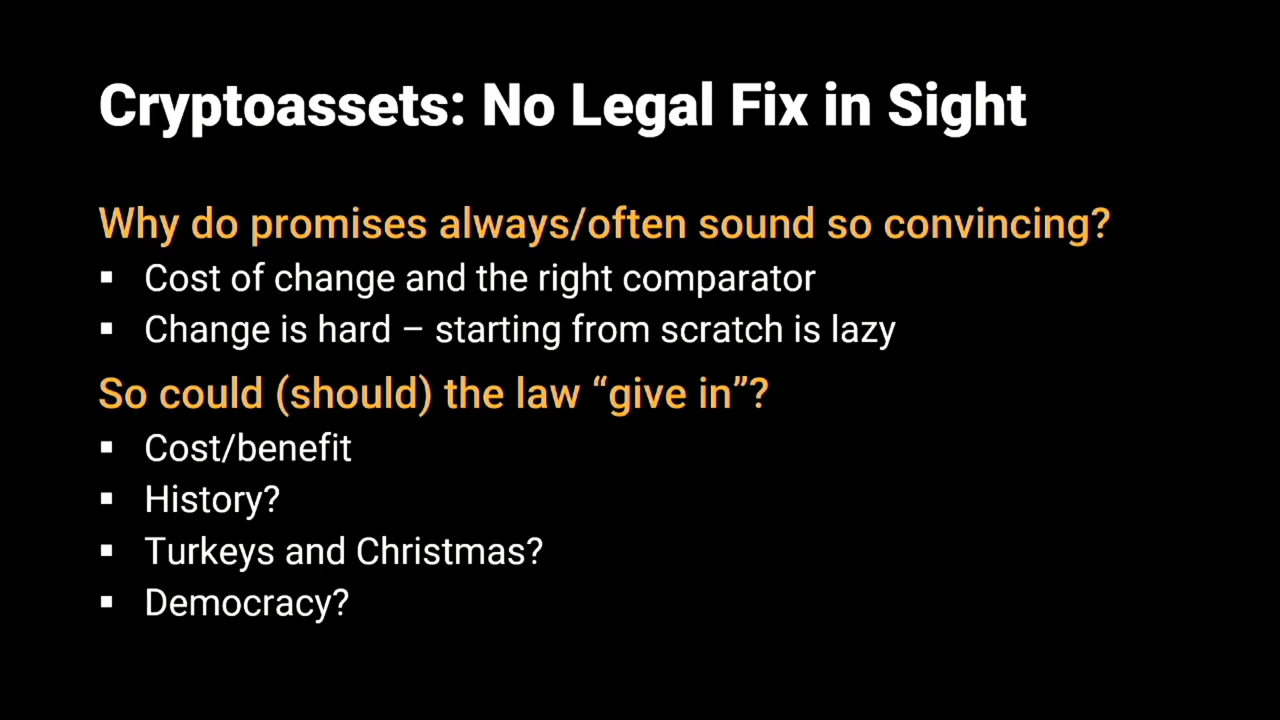 Cryptoassets: No Legal Fix in Sight
Why do promises always/often sound so convincing?
▪ Cost of change and the right comparator
▪ Change is hard – starting from scratch is lazy
So could (should) the law “give in”?
▪ Cost/benefit
▪ History?
▪ Turkeys and Christmas?
▪ Democracy?